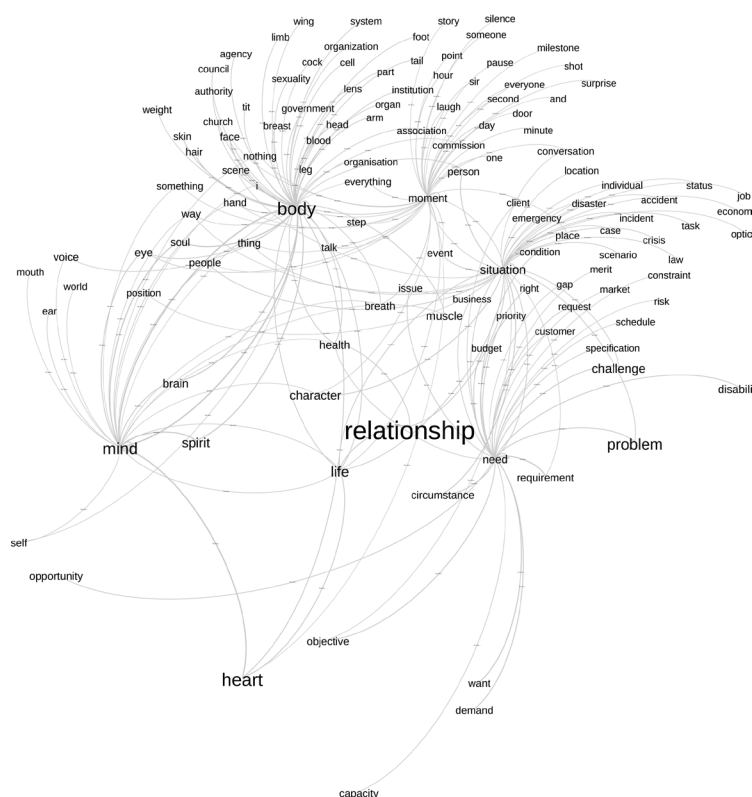 wing
system
story
silence
limb
foot
someone
agency
organization
point
milestone
council
cock
cell
tail
pause
shot
sexuality
part
hour
sir
authority
lens
institution
everyone
surprise
weight
tit
government
organ
laugh
second
and
church
breast
head
arm
door
skin
face
blood
association
day
minute
hair
nothing
commission
conversation
scene
leg
organisation
one
something
i
everything
person
location
individual
status
hand
body
moment
client
disaster
accident
job
way
step
emergency
incident
task
econom
soul
thing
talk
event
place
case
crisis
optic
voice
eye
people
condition
scenario
law
mouth
situation
merit
constraint
world
position
issue
right
gap
market
ear
breath
business
request
risk
muscle
priority
schedule
health
customer
budget
specification
brain
challenge
character
disabili
relationship
mind
spirit
problem
life
need
requirement
circumstance
self
opportunity
objective
heart
want
demand
capacity